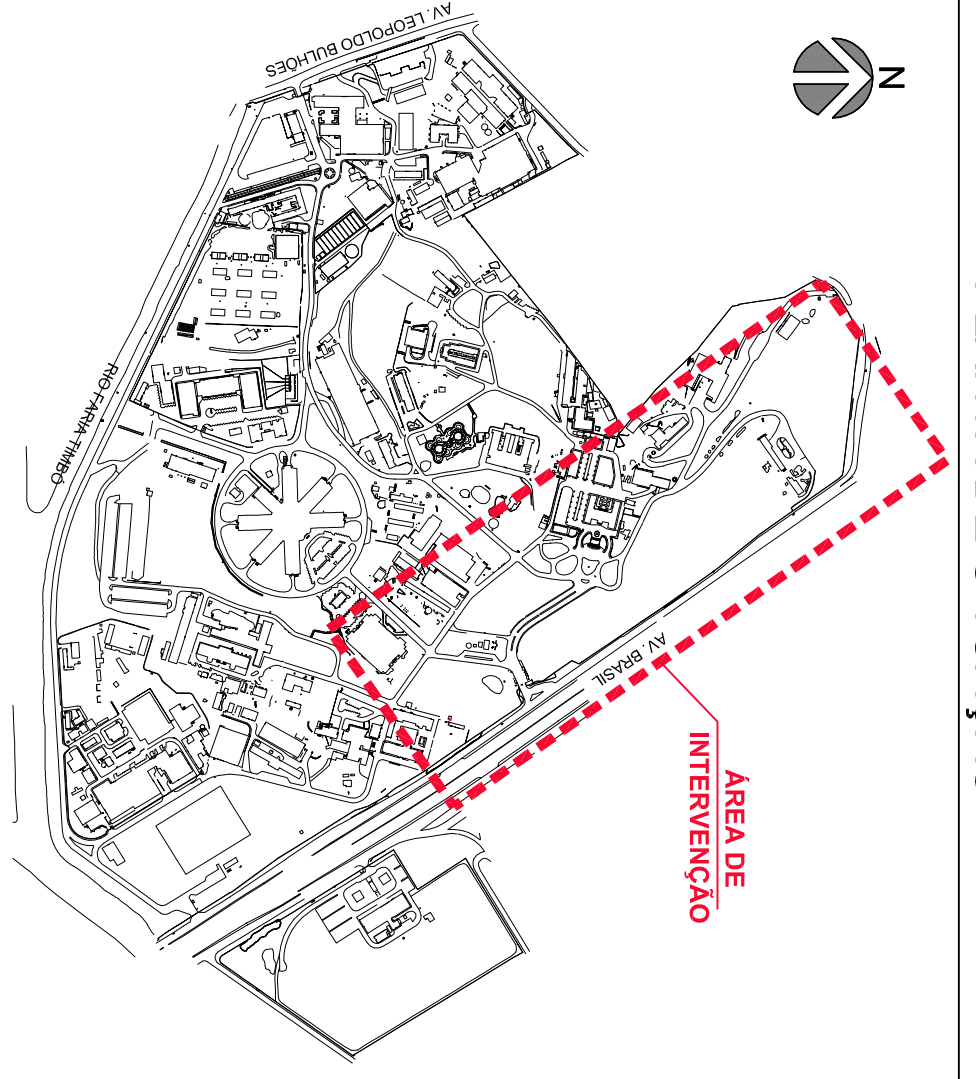 AV. LEOPOLDO BULHÕES
N
RIO FARIA TIMBÓ
AV. BRASIL
ÁREA DE
INTERVENÇÃO